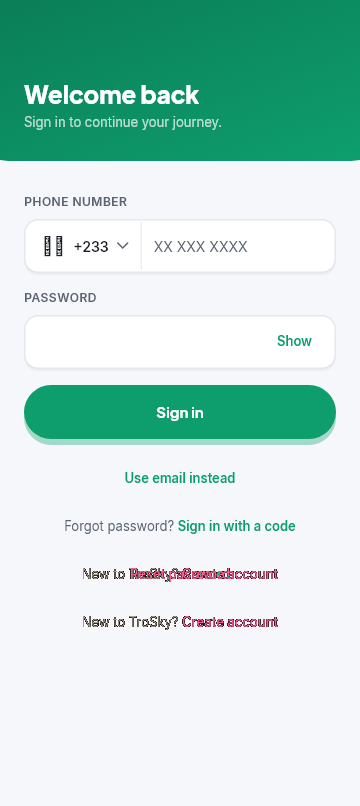 Welcome back
Sign in to continue your journey.
PHONE NUMBER
+233 XX XXX XXXX
PASSWORD
Show
Sign in
Use email instead
Forgot password? Sign in with a code
New to account
New to TroSky? Create account